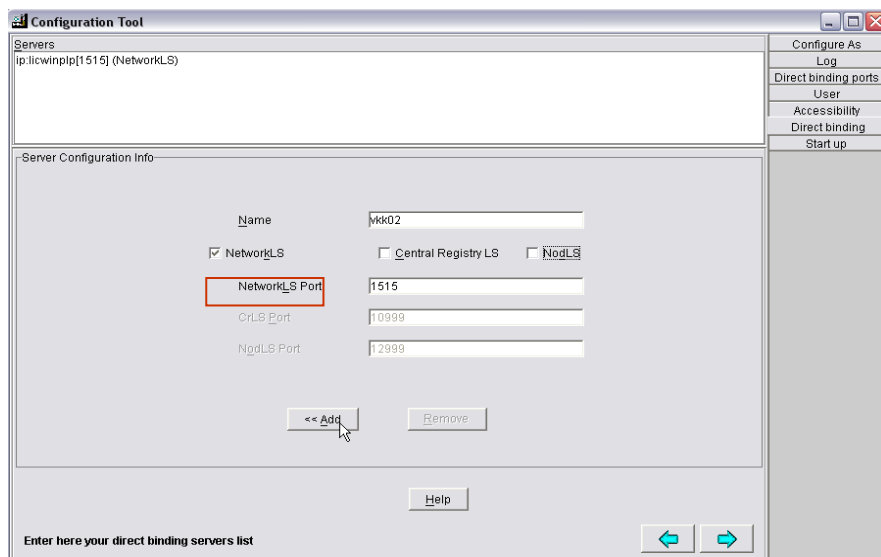 Configuration Tool
Servers
ip:licwinplp[1515] (NetworkLS)
Configure As
Log
Direct binding ports
User
Accessibility
Direct binding
Start up
Server Configuration Info
Name
vkk02
NetworkLS
Central Registry LS
NodLS
NetworkLS Port
1515
CrLS Port
10999
NodLS Port
12999
<< Add
Remove
Help
Enter here your direct binding servers list